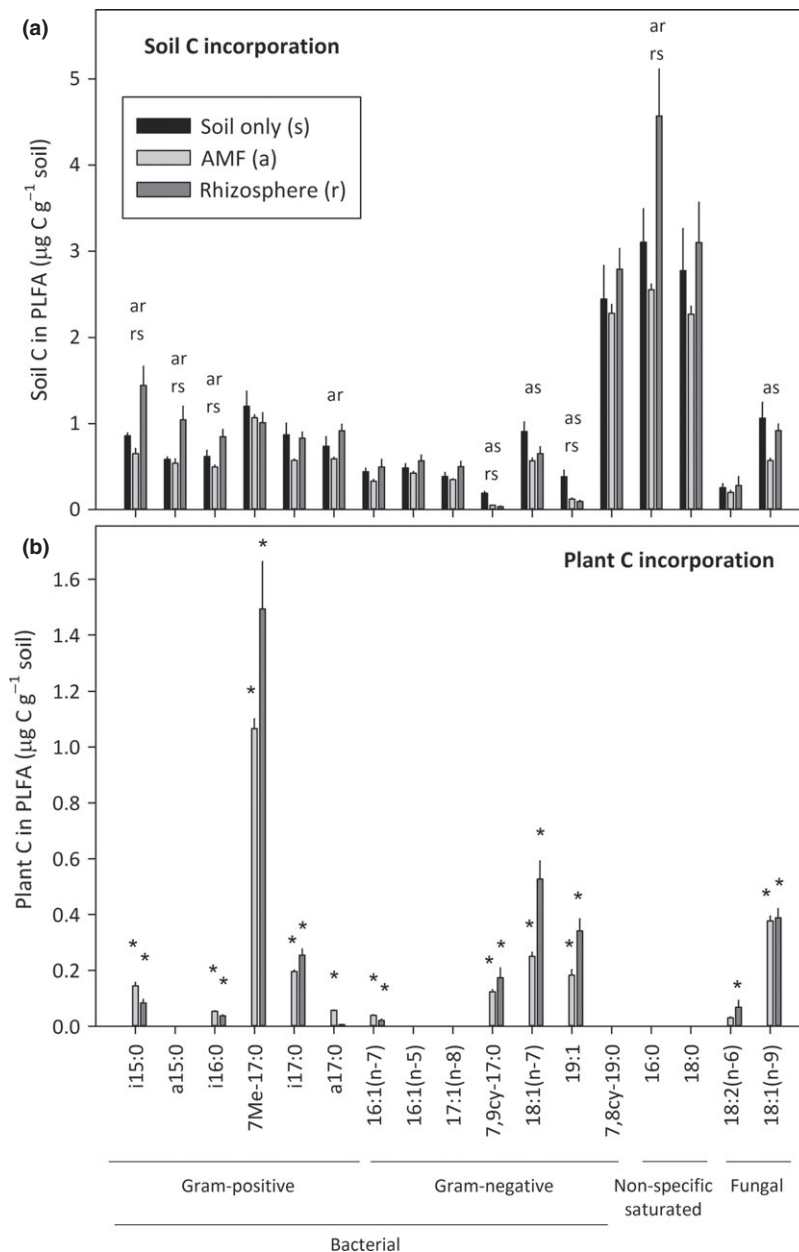 (a)
Soil C incorporation
Soil only (s)
AMF (a)
Rhizosphere (r)
Soil C in PLFA (µg C g⁻¹ soil)
5
4
3
2
1
0
ar
rs
ar
rs
ar
rs
ar
as
rs
as
as
rs
ar
rs
as
(b)
Plant C incorporation
Plant C in PLFA (µg C g⁻¹ soil)
1.6
1.4
1.2
1.0
0.8
0.6
0.4
0.2
0.0
* * * * * * * * * * * * * * * * * * * *
i15:0
a15:0
i16:0
7Me-17:0
i17:0
a17:0
16:1(n-7)
16:1(n-5)
17:1(n-8)
7,9cy-17:0
18:1(n-7)
19:1
7,8cy-19:0
16:0
18:0
18:2(n-6)
18:1(n-9)
Gram-positive
Gram-negative
Non-specific
saturated
Fungal
Bacterial